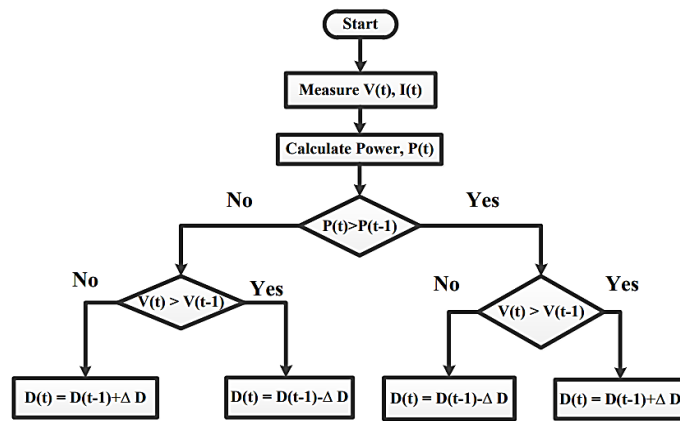 Start
Measure V(t), I(t)
Calculate Power, P(t)
No
Yes
P(t)>P(t-1)
No
Yes
No
Yes
V(t) > V(t-1)
V(t) > V(t-1)
D(t) = D(t-1)+Δ D
D(t) = D(t-1)-Δ D
D(t) = D(t-1)-Δ D
D(t) = D(t-1)+Δ D